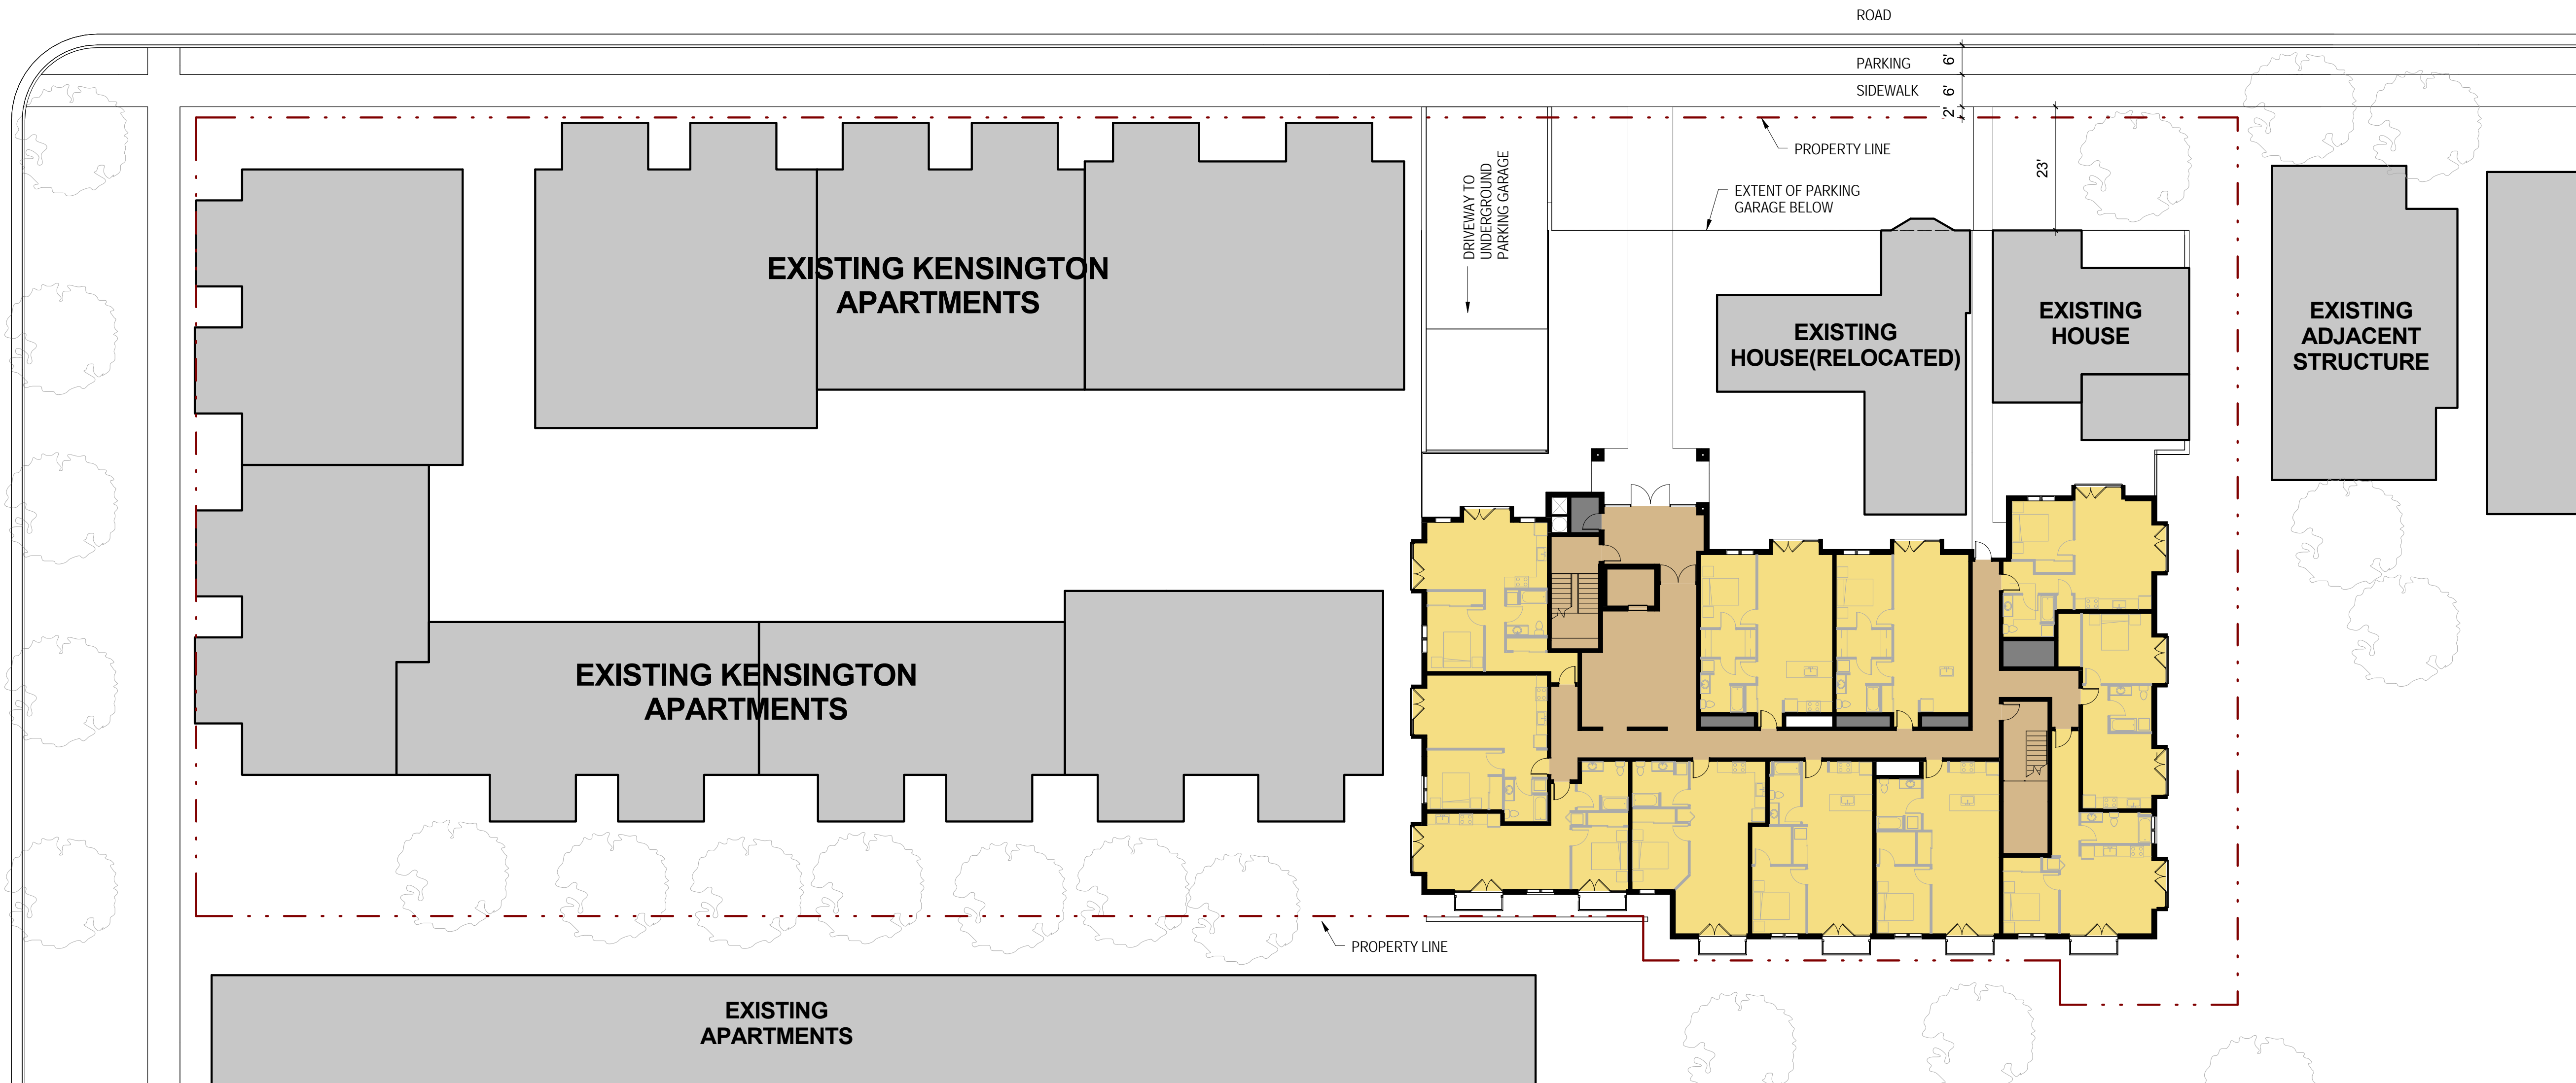 ROAD
PARKING
6'
SIDEWALK
6'
2'
PROPERTY LINE
23'
EXTENT OF PARKING
GARAGE BELOW
DRIVEWAY TO
UNDERGROUND
PARKING GARAGE
EXISTING KENSINGTON
APARTMENTS
EXISTING
HOUSE(RELOCATED)
EXISTING
HOUSE
EXISTING
ADJACENT
STRUCTURE
EXISTING KENSINGTON
APARTMENTS
PROPERTY LINE
EXISTING
APARTMENTS